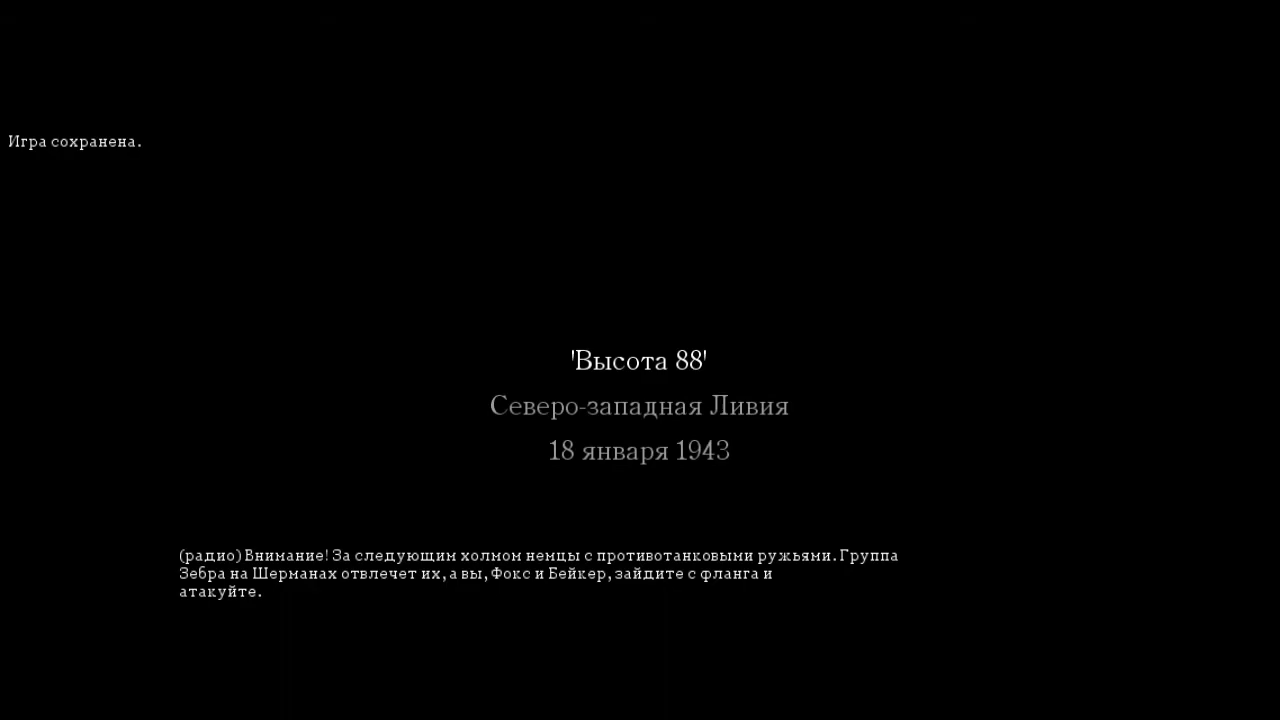 Игра сохранена.
'Высота 88'
Северо-западная Ливия
18 января 1943
(радио) Внимание! За следующим холмом немцы с противотанковыми ружьями. Группа
Зебра на Шерманах отвлечет их, а вы, Фокс и Бейкер, зайдите с фланга и
атакуйте.